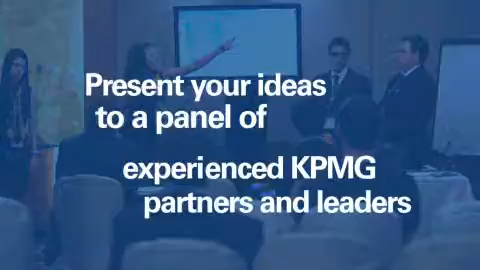 Present your ideas
to a panel of
experienced KPMG
partners and leaders